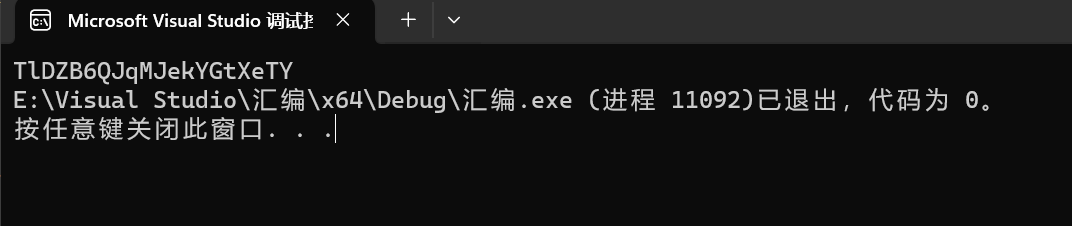 Microsoft Visual Studio 调试
TlDZB6QJqMJekYGtXeTY
E:\Visual Studio\汇编\x64\Debug\汇编.exe (进程 11092)已退出，代码为 0。
按任意键关闭此窗口. . .